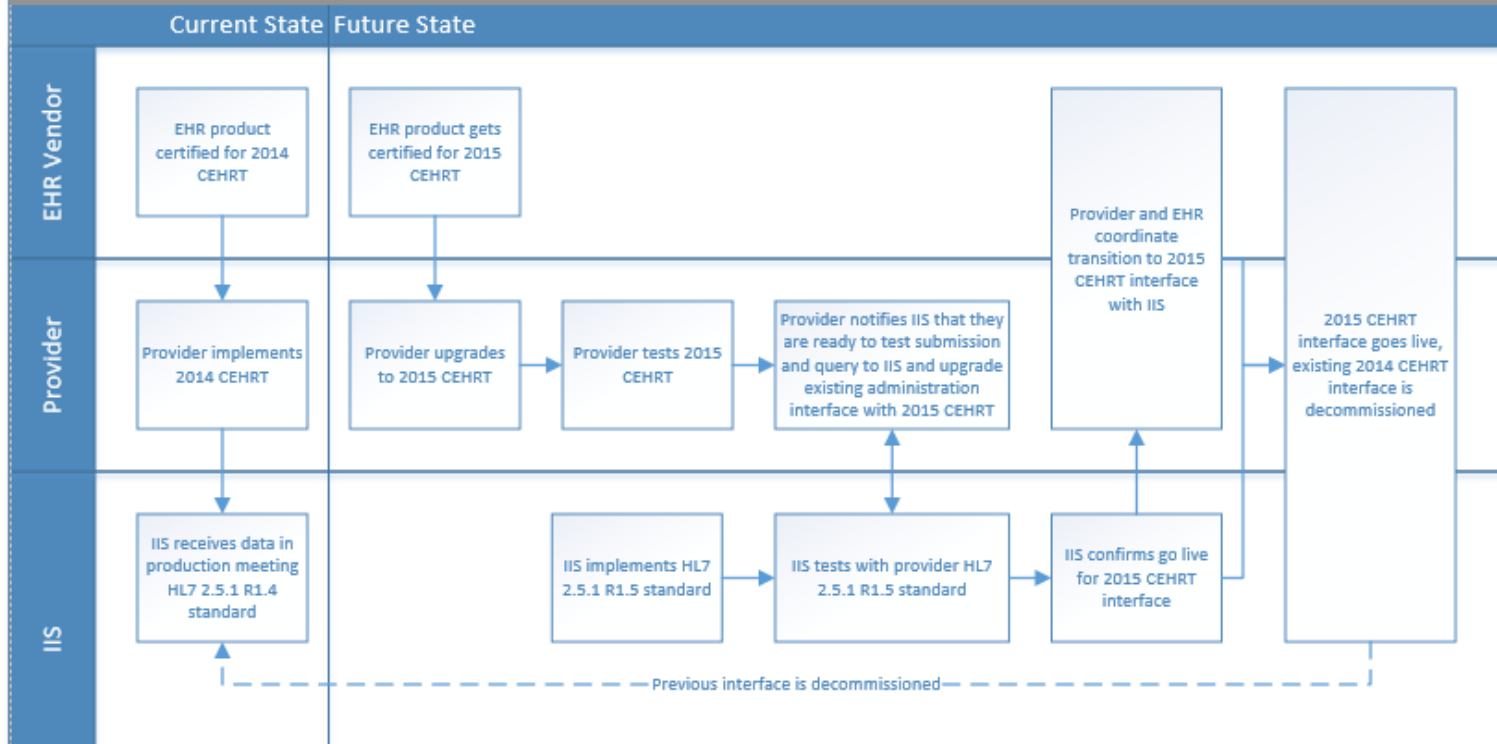 Current State
Future State
EHR Vendor
EHR product
certified for 2014
CEHRT
EHR product gets
certified for 2015
CEHRT
Provider and EHR
coordinate
transition to 2015
CEHRT interface
with IIS
2015 CEHRT
interface goes live,
existing 2014 CEHRT
interface is
decommissioned
Provider
Provider implements
2014 CEHRT
Provider upgrades
to 2015 CEHRT
Provider tests 2015
CEHRT
Provider notifies IIS that they
are ready to test submission
and query to IIS and upgrade
existing administration
interface with 2015 CEHRT
IIS
IIS receives data in
production meeting
HL7 2.5.1 R1.4
standard
IIS implements HL7
2.5.1 R1.5 standard
IIS tests with provider HL7
2.5.1 R1.5 standard
IIS confirms go live
for 2015 CEHRT
interface
Previous interface is decommissioned